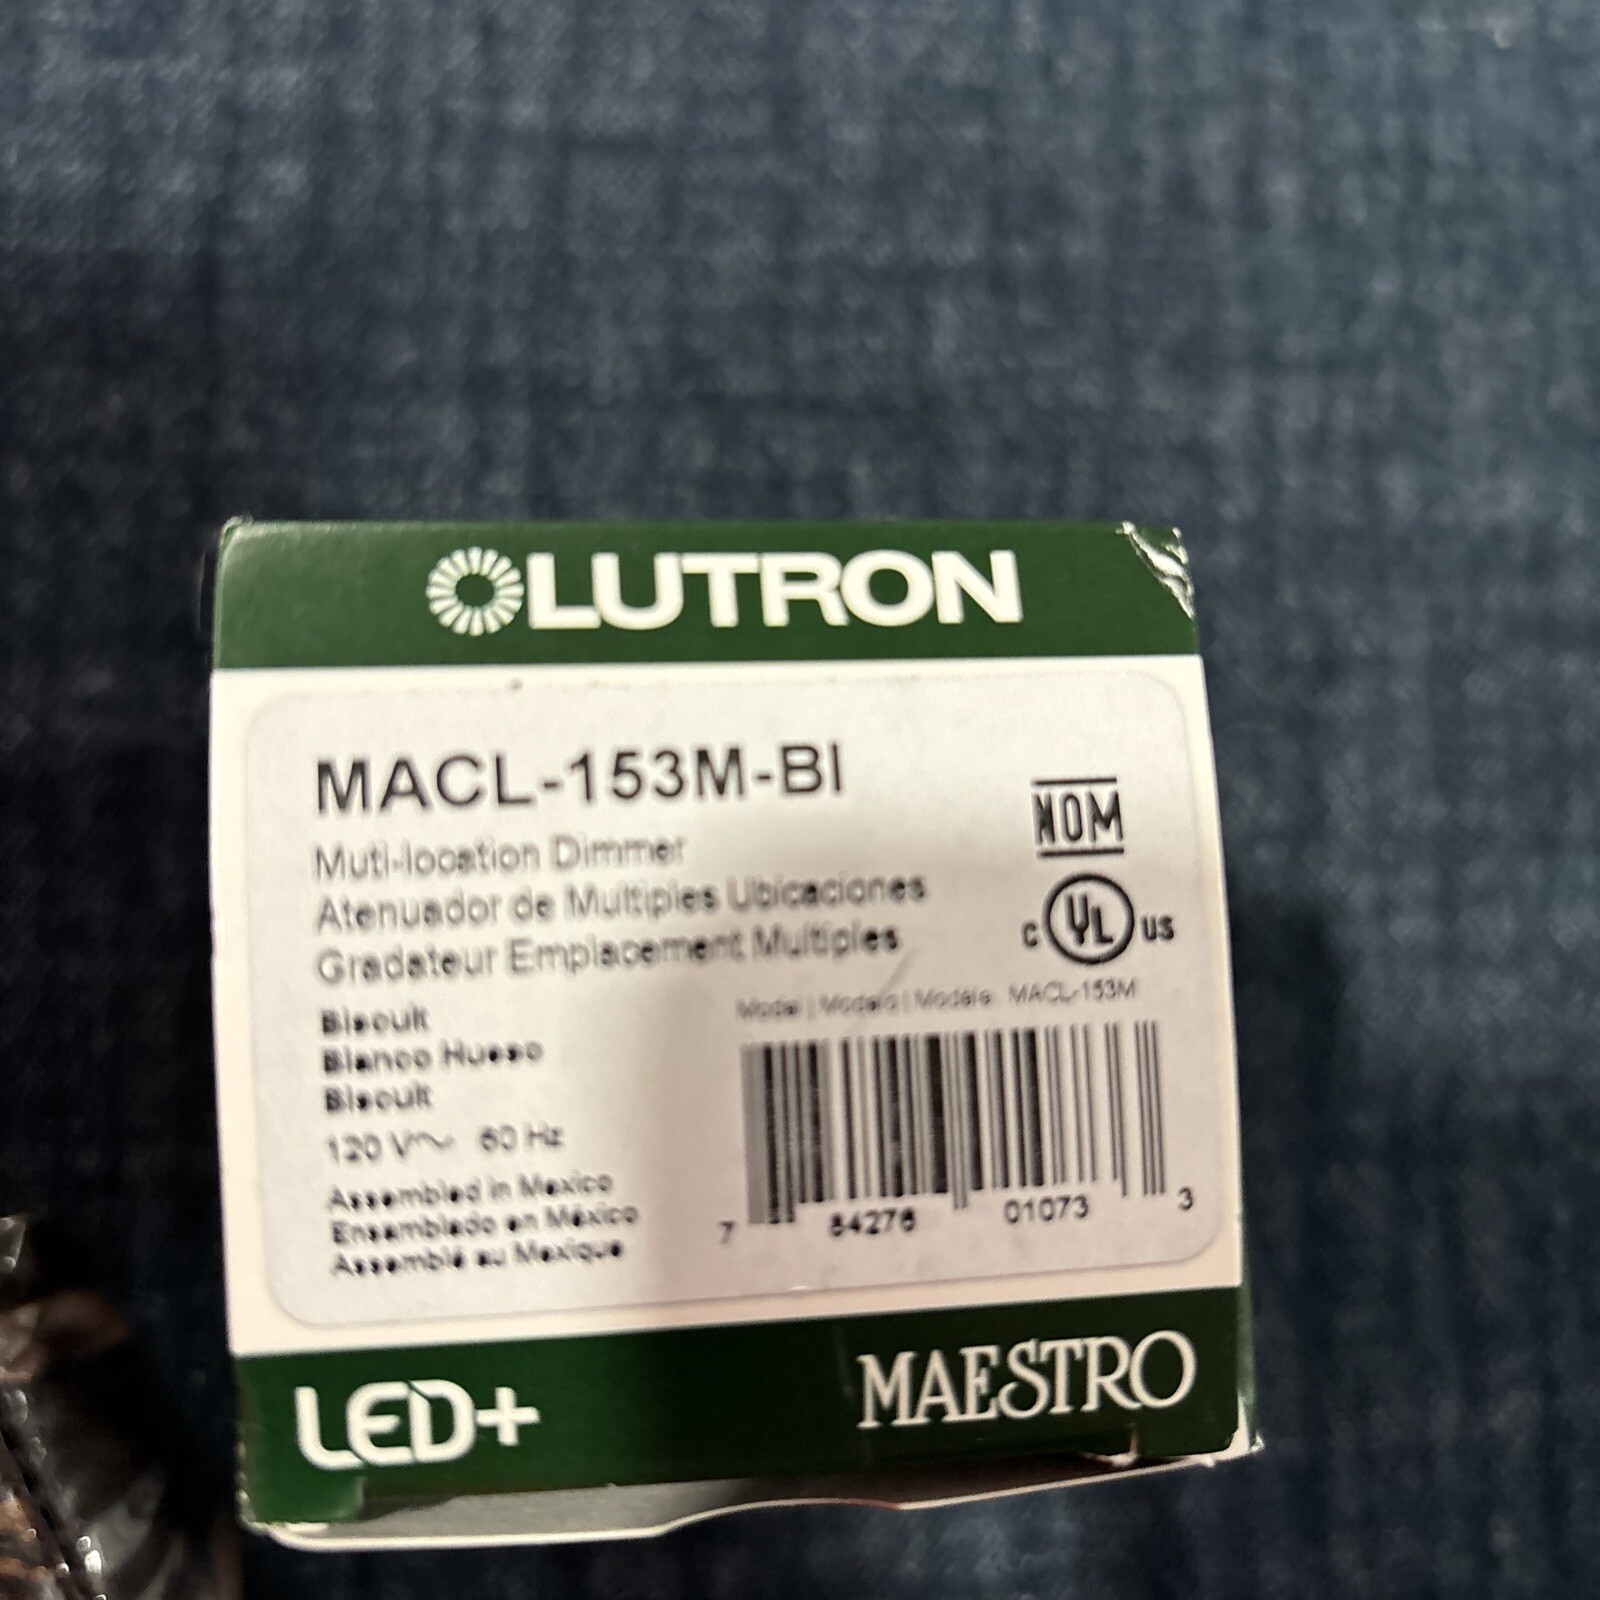 LUTRON
MACL-153M-BI
Muti-location Dimmer
Atenuador de Multiples Ubicaciones
Gradateur Emplacement Multiples
NOM
C UL US
Model | Modelo | Modèle: MACL-153M
Biscuit
Blanco Hueso
Biscuit
120 V~ 60 Hz
Assembled in Mexico
Ensamblado en México
Assemblé au Mexique
7 84276 01073 3
LED+
MAESTRO